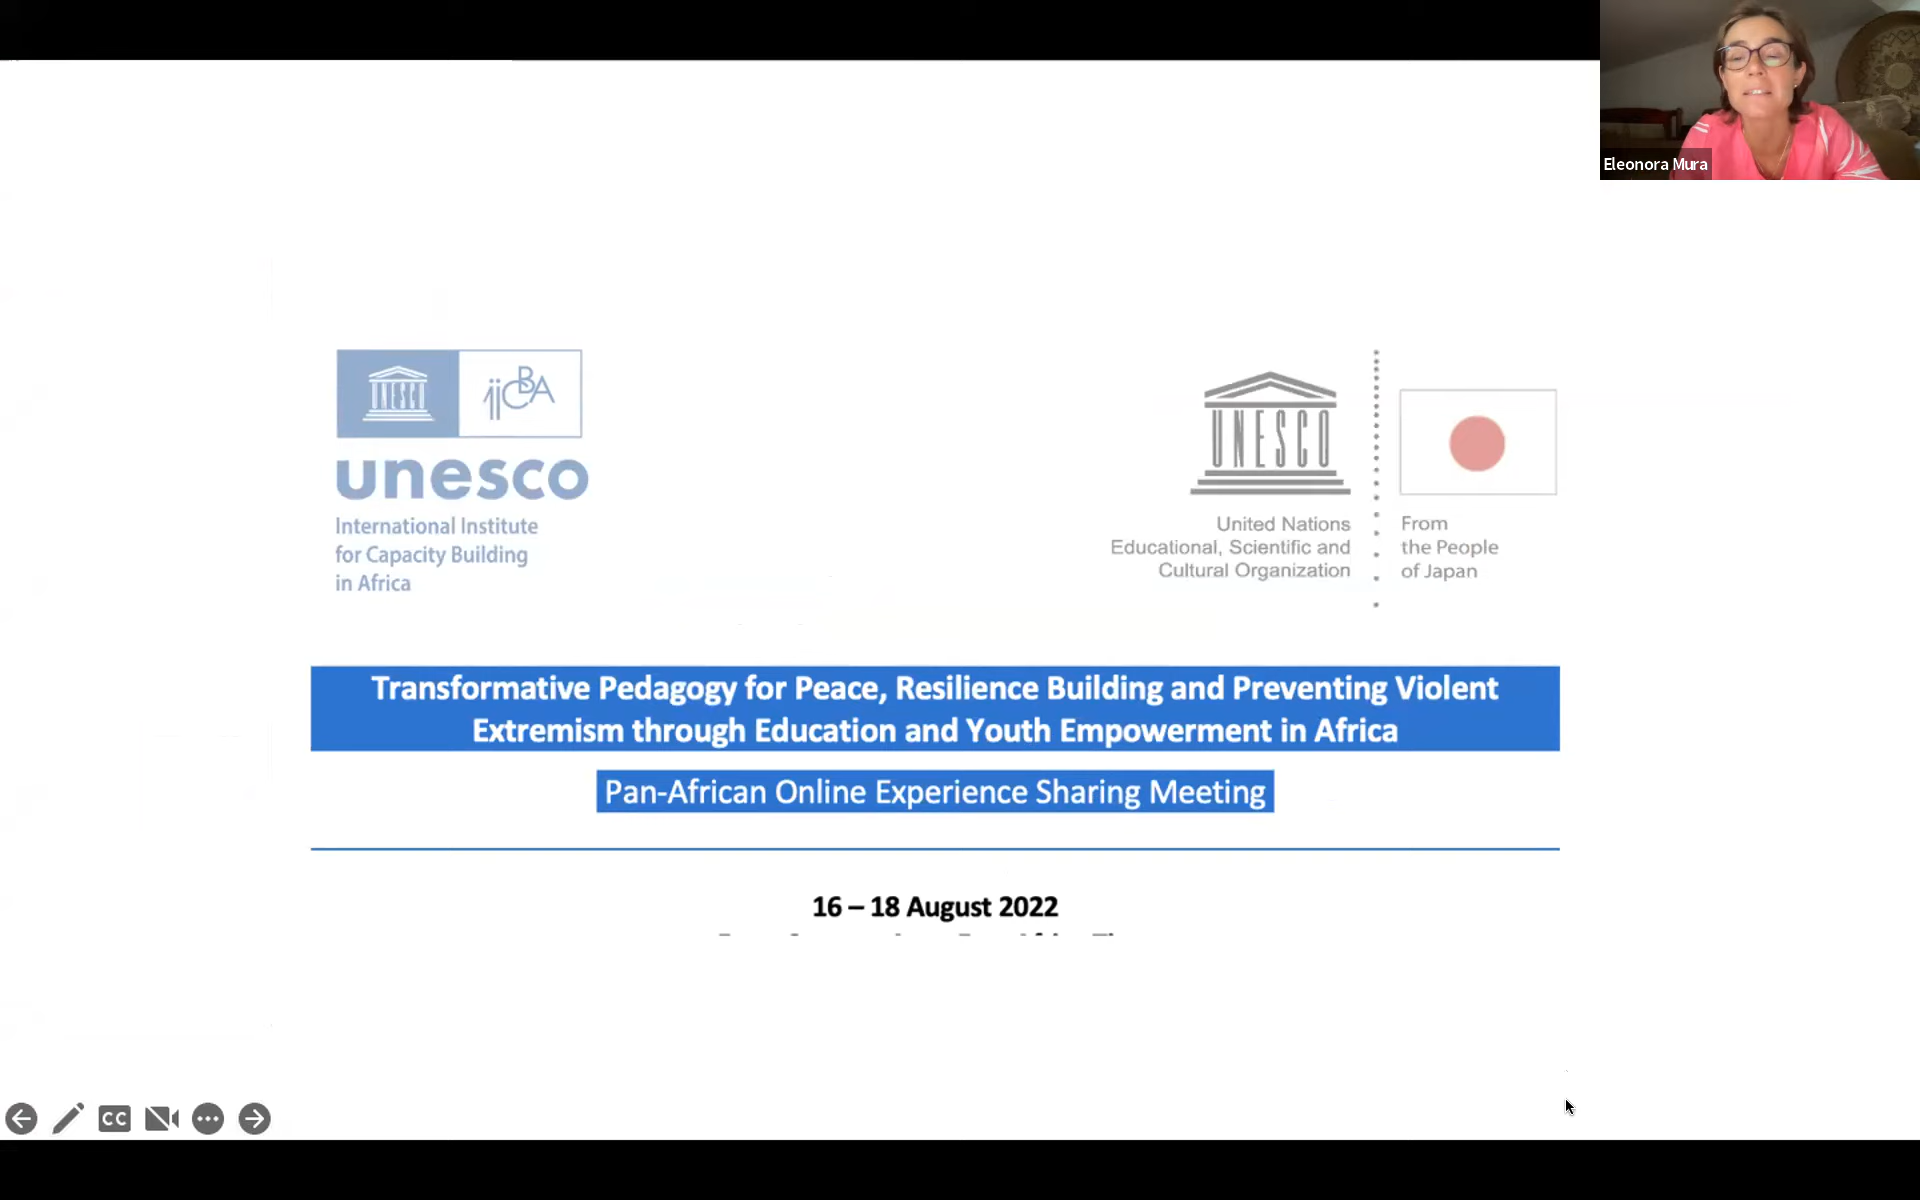 Eleonora Mura
UNESCO
iicBA
unesco
International Institute
for Capacity Building
in Africa
UNESCO
United Nations
Educational, Scientific and
Cultural Organization
From
the People
of Japan
Transformative Pedagogy for Peace, Resilience Building and Preventing Violent
Extremism through Education and Youth Empowerment in Africa
Pan-African Online Experience Sharing Meeting
16 – 18 August 2022
CC